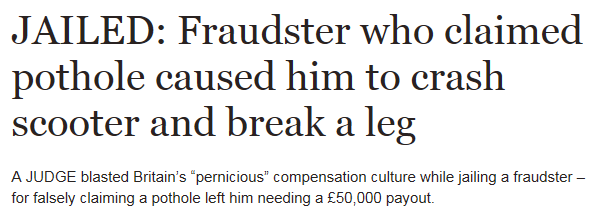 JAILED: Fraudster who claimed
pothole caused him to crash
scooter and break a leg
A JUDGE blasted Britain’s “pernicious” compensation culture while jailing a fraudster –
for falsely claiming a pothole left him needing a £50,000 payout.